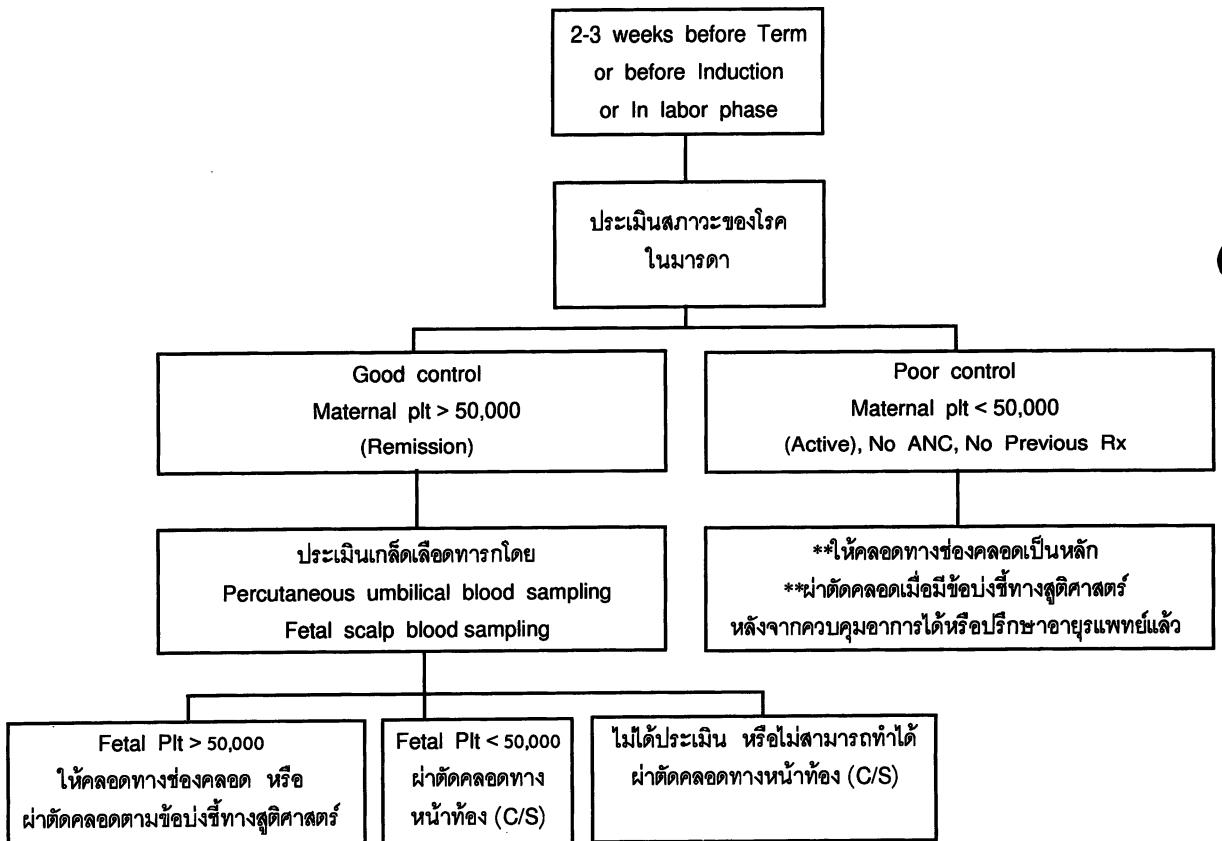 2-3 weeks before Term
or before Induction
or In labor phase
ประเมินสภาวะของโรค
ในมารดา
Good control
Maternal plt > 50,000
(Remission)
Poor control
Maternal plt < 50,000
(Active), No ANC, No Previous Rx
ประเมินเกล็ดเลือดทารกโดย
Percutaneous umbilical blood sampling
Fetal scalp blood sampling
**ให้คลอดทางช่องคลอดเป็นหลัก
**ผ่าตัดคลอดเมื่อมีข้อบ่งชี้ทางสูติศาสตร์
หลังจากควบคุมอาการได้หรือปรึกษาอายุรแพทย์แล้ว
Fetal Plt > 50,000
ให้คลอดทางช่องคลอด หรือ
ผ่าตัดคลอดตามข้อบ่งชี้ทางสูติศาสตร์
Fetal Plt < 50,000
ผ่าตัดคลอดทาง
หน้าท้อง (C/S)
ไม่ได้ประเมิน หรือไม่สามารถทำได้
ผ่าตัดคลอดทางหน้าท้อง (C/S)